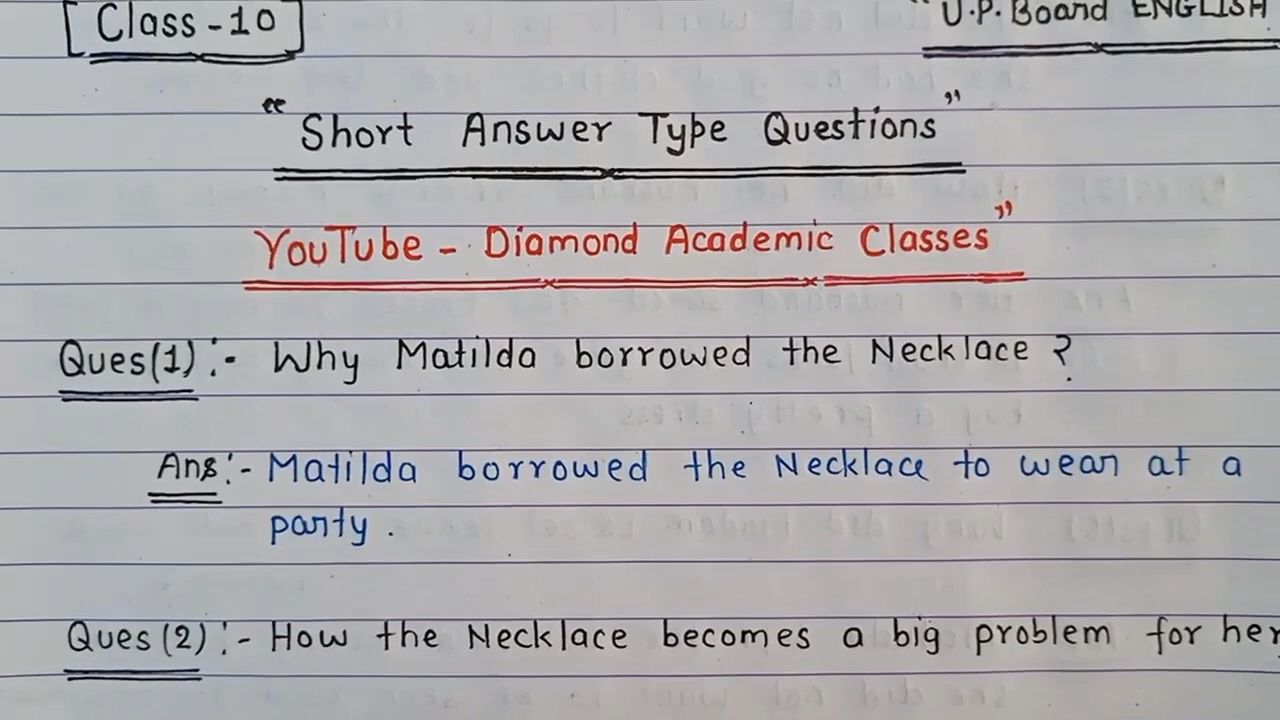 [Class-10]
"U.P. Board ENGLISH
"Short Answer Type Questions"
YouTube - Diamond Academic Classes"
Ques(1):- Why Matilda borrowed the Necklace ?
Ans:- Matilda borrowed the Necklace to wear at a
party.
Ques(2):- How the Necklace becomes a big problem for her